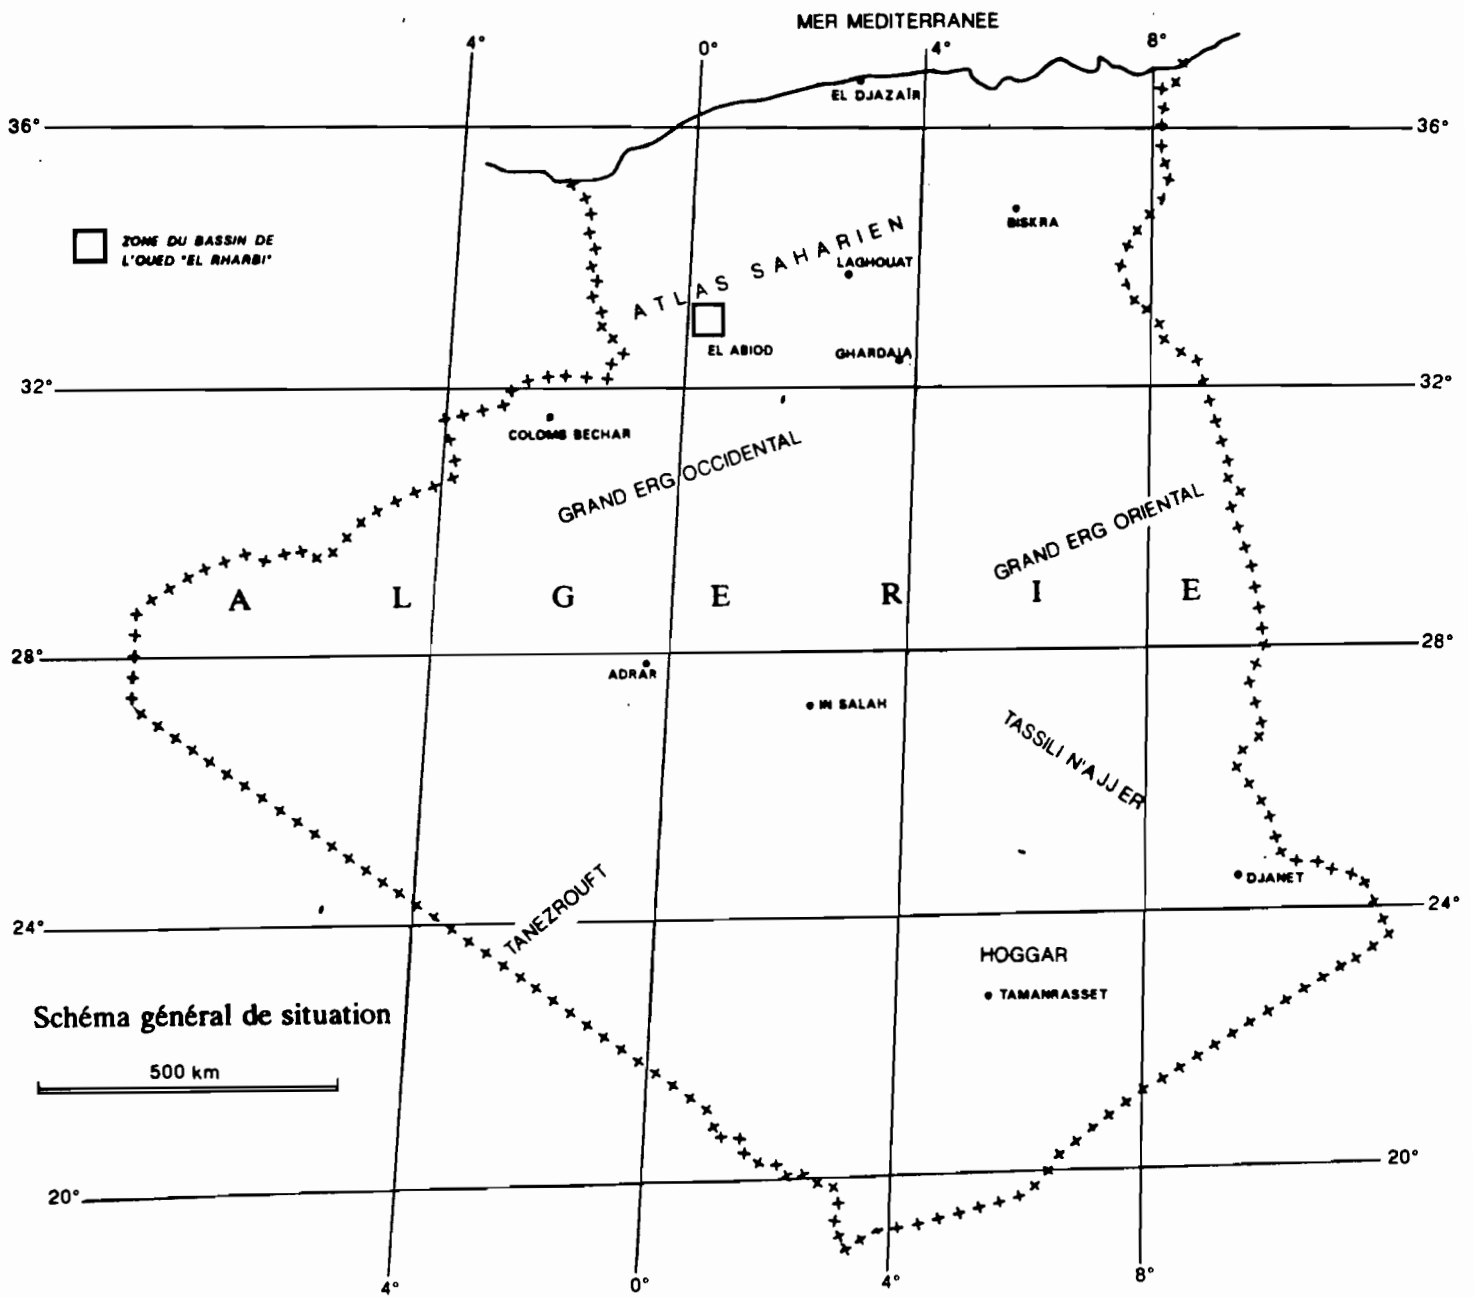 MER MEDITERRANEE
4° 0° 4° 8°
EL DJAZAÏR
36° 36°
BISKRA
ZONE DU BASSIN DE
L'OUED "EL RHARBI"
ATLAS SAHARIEN
LAGHOUAT
EL ABIOD
GHARDAIA
32° 32°
COLOMB BECHAR
GRAND ERG OCCIDENTAL
GRAND ERG ORIENTAL
A L G E R I E
28° 28°
ADRAR
IN SALAH
TASSILI N'AJJER
TANEZROUFT
DJANET
24° 24°
HOGGAR
TAMANRASSET
Schéma général de situation
500 km
20° 20°
4° 0° 4° 8°